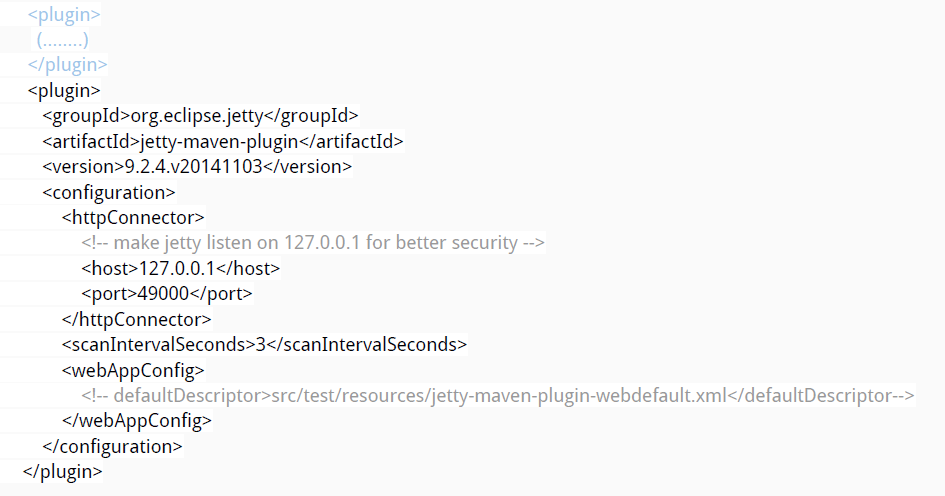 <plugin>
(........)
</plugin>
<plugin>
<groupId>org.eclipse.jetty</groupId>
<artifactId>jetty-maven-plugin</artifactId>
<version>9.2.4.v20141103</version>
<configuration>
<httpConnector>
<!-- make jetty listen on 127.0.0.1 for better security -->
<host>127.0.0.1</host>
<port>49000</port>
</httpConnector>
<scanIntervalSeconds>3</scanIntervalSeconds>
<webAppConfig>
<!-- defaultDescriptor>src/test/resources/jetty-maven-plugin-webdefault.xml</defaultDescriptor-->
</webAppConfig>
</configuration>
</plugin>